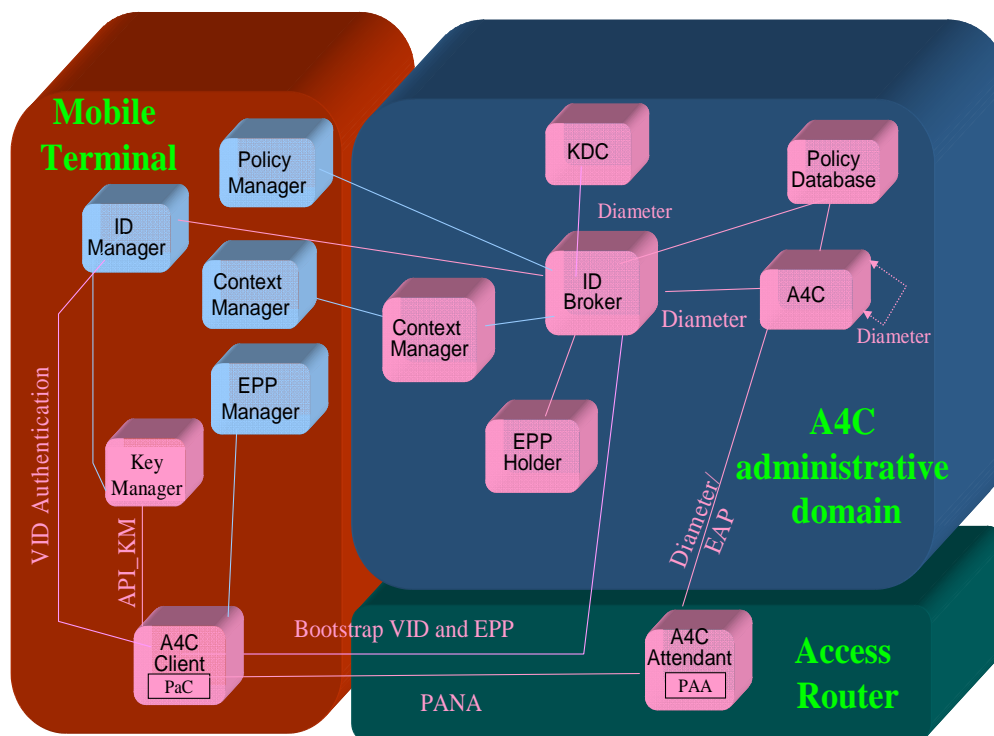 Mobile
Terminal
Policy
Manager
ID
Manager
Context
Manager
EPP
Manager
Key
Manager
VID Authentication
API_KM
A4C
Client
PaC
KDC
Policy
Database
Diameter
ID
Broker
A4C
Diameter
Diameter
Context
Manager
EPP
Holder
A4C
administrative
domain
Diameter/
EAP
Bootstrap VID and EPP
PANA
A4C
Attendant
PAA
Access
Router